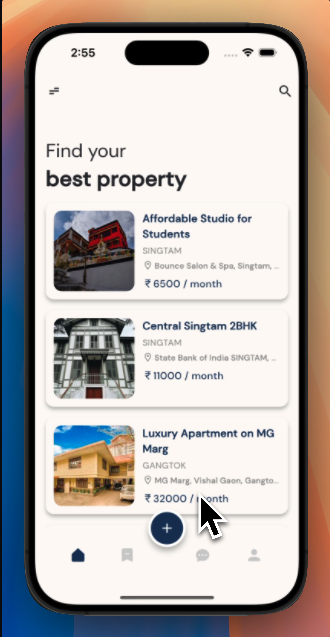 2:55
Find your
best property
Affordable Studio for
Students
SINGTAM
Bounce Salon & Spa, Singtam, ...
₹ 6500 / month
Central Singtam 2BHK
SINGTAM
State Bank of India SINGTAM, ...
₹ 11000 / month
Luxury Apartment on MG
Marg
GANGTOK
MG Marg, Vishal Gaon, Gangto...
₹ 32000 / month
+